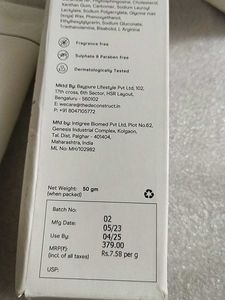 Xanthan Gum, Carbomer, Sodium Lauroyl
Lactylate, Sodium Polyacrylate, Glycine max
(soya) Wax, Phenoxyethanol,
Ethylhexylglycerin, Sodium Gluconate,
Triethanolamine, Bisabolol, L Arginine
Fragrance free
Sulphate & Paraben free
Dermatologically Tested
Mktd By: Baypure Lifestyle Pvt Ltd, 102,
17th cross, 6th Sector, HSR Layout,
Bengaluru - 560102
E: wecare@thedeconstruct.in
P: +91 8047105772
Mfd By: Intigree Biomed Pvt Ltd, Plot No.62,
Genesis Industrial Complex, Kolgaon,
Tal. Dist. Palghar - 401404,
Maharashtra, India
ML No: MH/102982
Net Weight: 50 gm
(when packed)
Batch No: 02
Mfg Date: 05/23
Use By: 04/25
MRP(₹): 379.00
(incl. of all taxes) Rs.7.58 per g
USP: